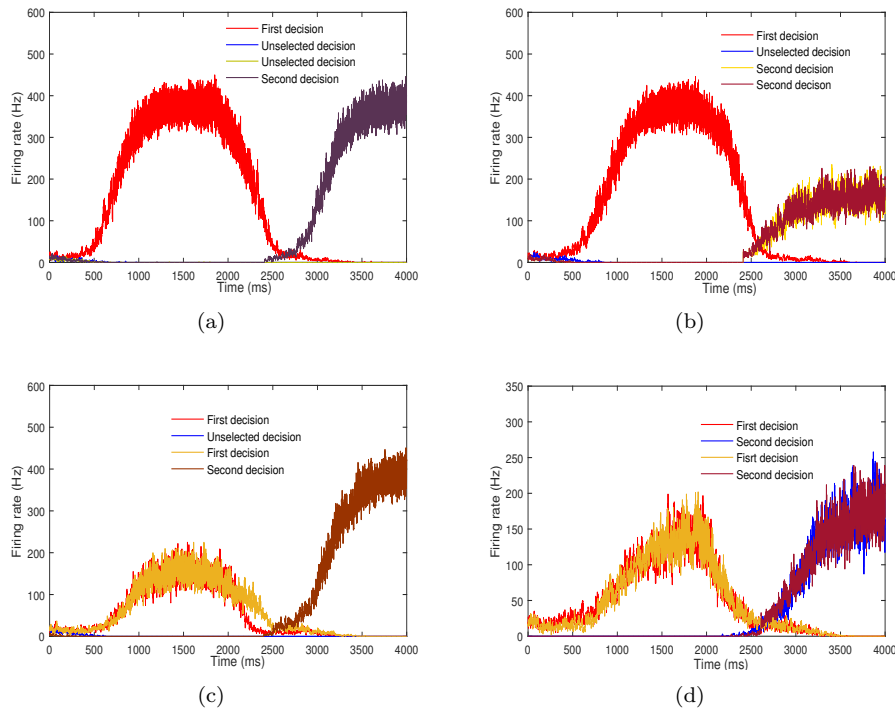 600
500
400
300
200
100
0
Firing rate (Hz)
First decision
Unselected decision
Unselected decision
Second decision
0 500 1000 1500 2000 2500 3000 3500 4000
Time (ms)
(a)
600
500
400
300
200
100
0
Firing rate (Hz)
First decision
Unselected decision
Second decision
Second decison
0 500 1000 1500 2000 2500 3000 3500 4000
Time (ms)
(b)
600
500
400
300
200
100
0
Firing rate (Hz)
First decision
Unselected decision
First decision
Second decision
0 500 1000 1500 2000 2500 3000 3500 4000
Time (ms)
(c)
350
300
250
200
150
100
50
0
Firing rate (Hz)
First decision
Second decision
Fisrt decision
Second decision
0 500 1000 1500 2000 2500 3000 3500 4000
Time (ms)
(d)